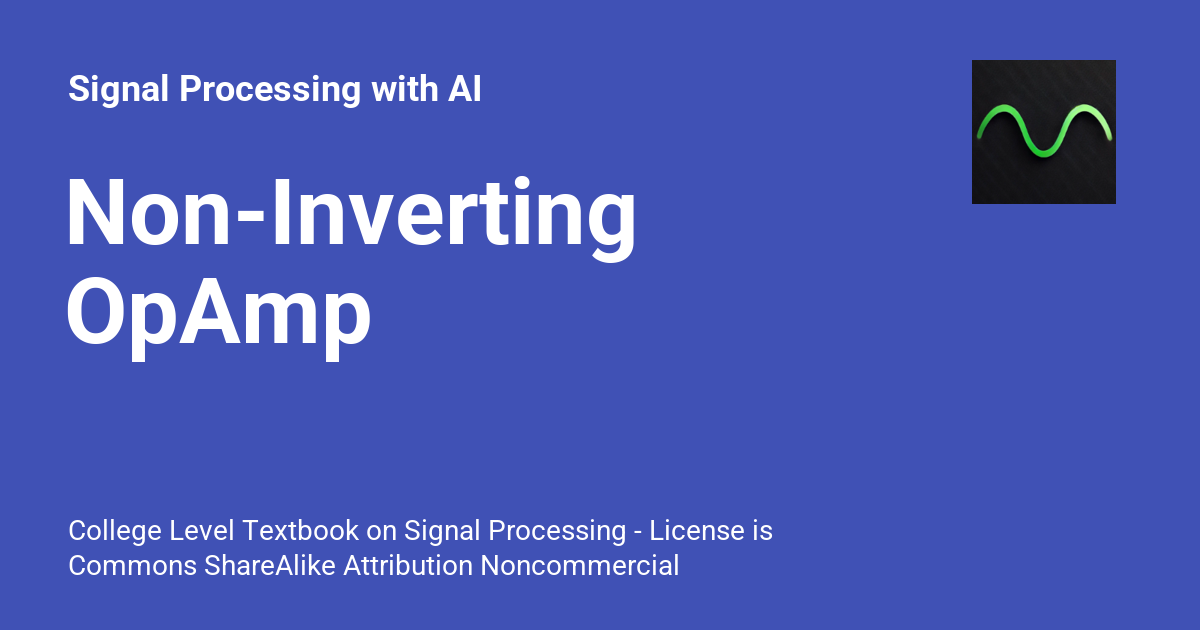 Signal Processing with AI
Non-Inverting
OpAmp
College Level Textbook on Signal Processing - License is
Commons ShareAlike Attribution Noncommercial